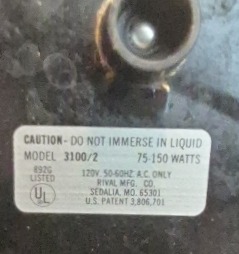 CAUTION - DO NOT IMMERSE IN LIQUID
MODEL 3100/2 75-150 WATTS
892G 120V. 50-60HZ A.C. ONLY
LISTED RIVAL MFG. CO.
UL SEDALIA, MO. 65301
U.S. PATENT 3,806,701